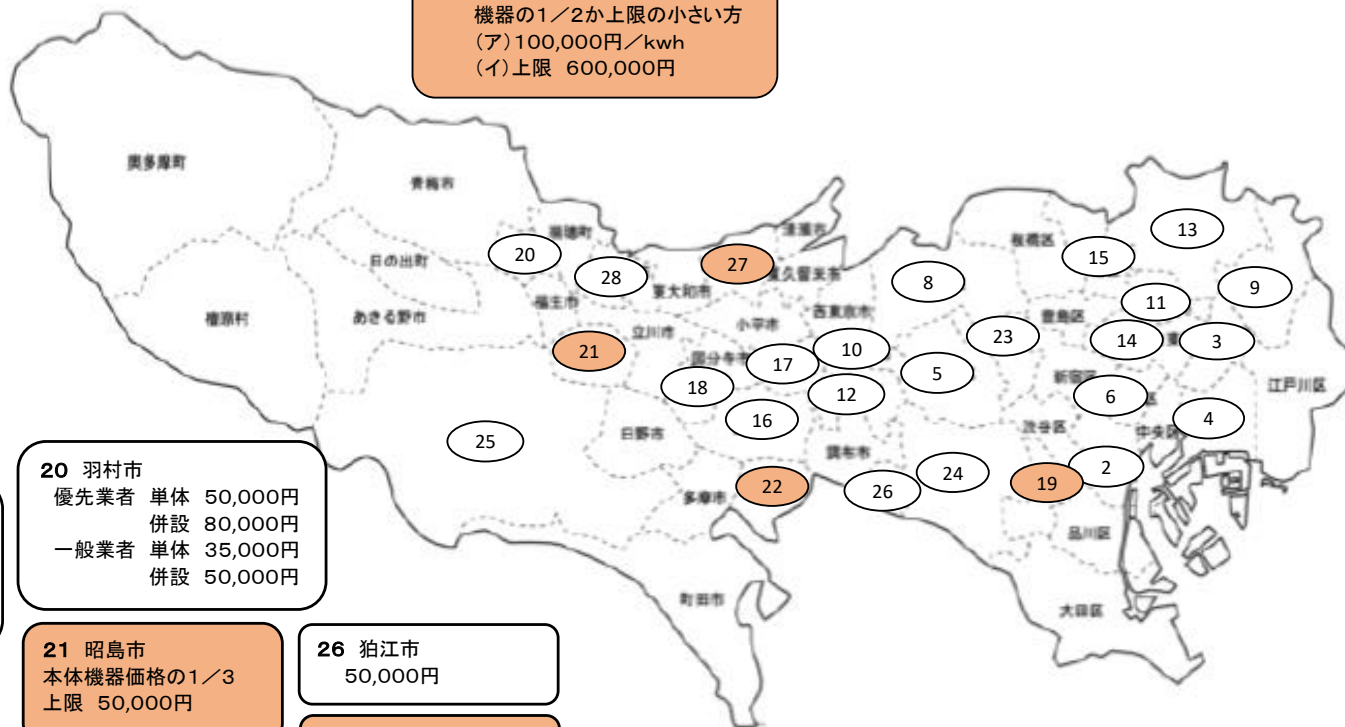 機器の1／2か上限の小さい方
(ア)100,000円／kwh
(イ)上限 600,000円
奥多摩町
青梅市
瑞穂町
清瀬市
板橋区
13
20
日の出町
28
27
東久留米市
15
東大和市
8
9
福生市
11
檜原村
あきる野市
立川市
小平市
西東京市
豊島区
23
14
3
21
国分寺市
17
10
5
新宿区
18
12
6
区
江戸川区
16
25
日野市
調布市
渋谷区
中央区
4
多摩市
22
26
24
19
2
品川区
町田市
大田区
20 羽村市
優先業者 単体 50,000円
併設 80,000円
一般業者 単体 35,000円
併設 50,000円
21 昭島市
本体機器価格の1／3
上限 50,000円
26 狛江市
50,000円